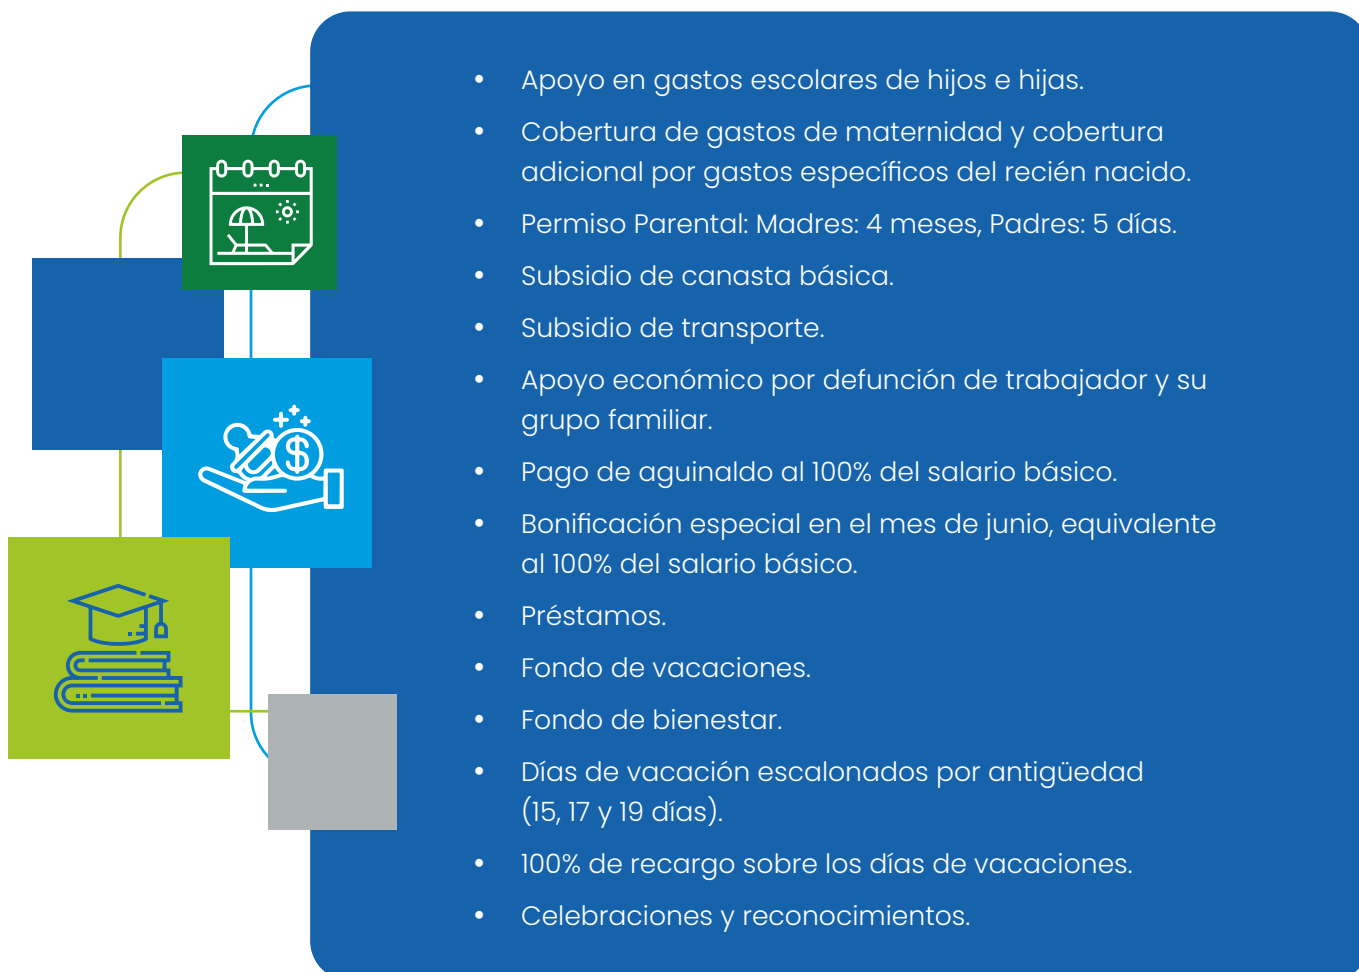 • Apoyo en gastos escolares de hijos e hijas.
• Cobertura de gastos de maternidad y cobertura
adicional por gastos específicos del recién nacido.
• Permiso Parental: Madres: 4 meses, Padres: 5 días.
• Subsidio de canasta básica.
• Subsidio de transporte.
• Apoyo económico por defunción de trabajador y su
grupo familiar.
• Pago de aguinaldo al 100% del salario básico.
• Bonificación especial en el mes de junio, equivalente
al 100% del salario básico.
• Préstamos.
• Fondo de vacaciones.
• Fondo de bienestar.
• Días de vacación escalonados por antigüedad
(15, 17 y 19 días).
• 100% de recargo sobre los días de vacaciones.
• Celebraciones y reconocimientos.